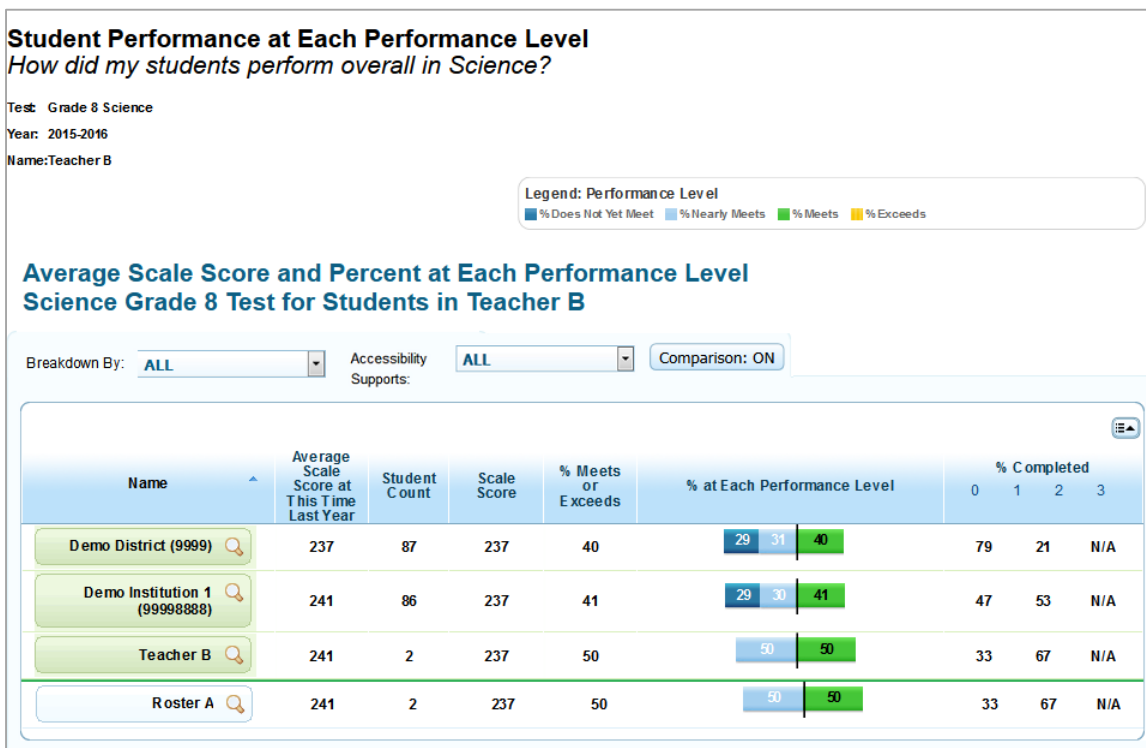 Student Performance at Each Performance Level
How did my students perform overall in Science?
Test: Grade 8 Science
Year: 2015-2016
Name:Teacher B
Legend: Performance Level
%Does Not Yet Meet %Nearly Meets %Meets %Exceeds
Average Scale Score and Percent at Each Performance Level
Science Grade 8 Test for Students in Teacher B
Breakdown By: ALL Accessibility Supports: ALL Comparison: ON
Name Average Scale Score at This Time Last Year Student Count Scale Score % Meets or Exceeds % at Each Performance Level % Completed
0 1 2 3
Demo District (9999) 237 87 237 40 29 31 40 79 21 N/A
Demo Institution 1 (99998888) 241 86 237 41 29 30 41 47 53 N/A
Teacher B 241 2 237 50 50 50 33 67 N/A
Roster A 241 2 237 50 50 50 33 67 N/A